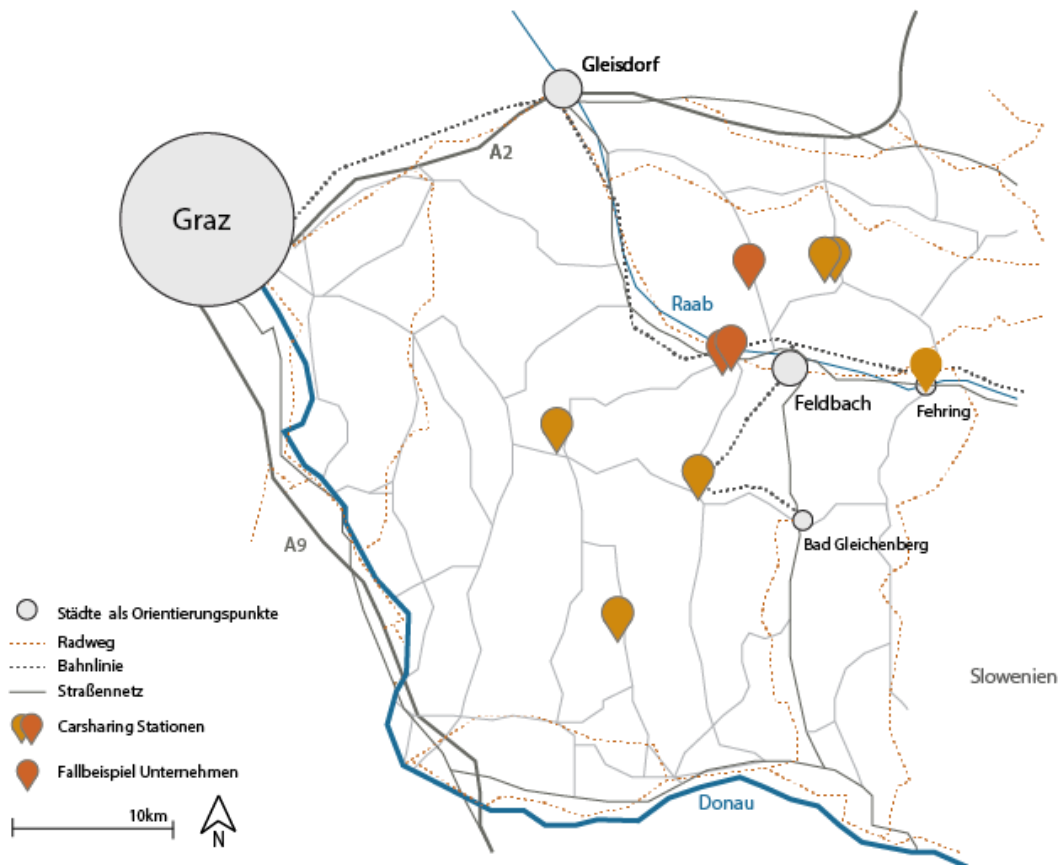 Gleisdorf
A2
Graz
Raab
Feldbach
Fehring
Bad Gleichenberg
A9
Slowenien
Donau
Städte als Orientierungspunkte
Radweg
Bahnlinie
Straßennetz
Carsharing Stationen
Fallbeispiel Unternehmen
10km
N